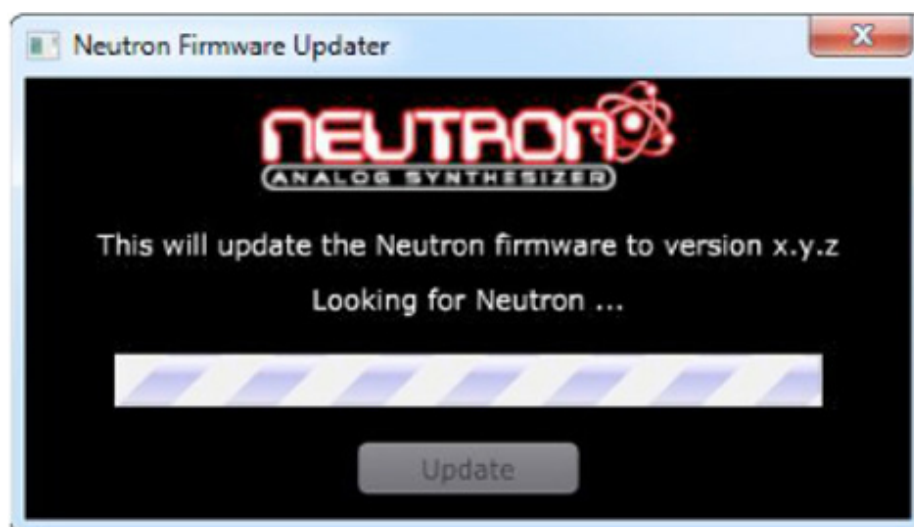 Neutron Firmware Updater
NEUTRON
ANALOG SYNTHESIZER
This will update the Neutron firmware to version x.y.z
Looking for Neutron ...
Update